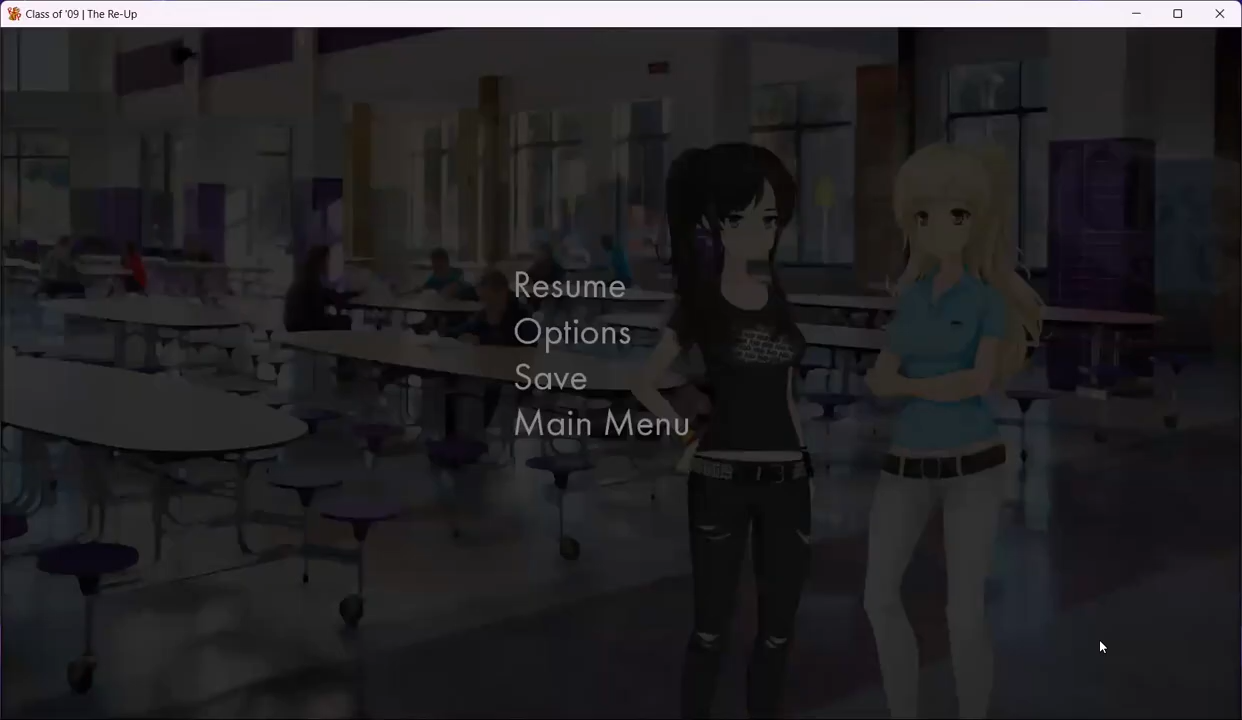 Class of '09 | The Re-Up
Resume
Options
Save
Main Menu